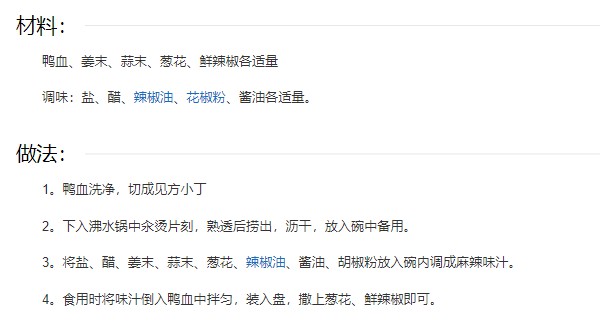 材料：
鸭血、姜末、蒜末、葱花、鲜辣椒各适量
调味：盐、醋、辣椒油、花椒粉、酱油各适量。
做法：
1。鸭血洗净，切成见方小丁
2。下入沸水锅中汆烫片刻，熟透后捞出，沥干，放入碗中备用。
3。将盐、醋、姜末、蒜末、葱花、辣椒油、酱油、胡椒粉放入碗内调成麻辣味汁。
4。食用时将味汁倒入鸭血中拌匀，装入盘，撒上葱花、鲜辣椒即可。